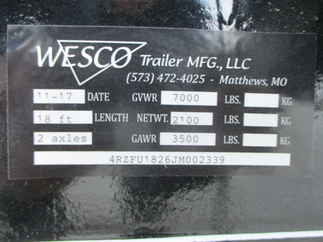 WESCO Trailer MFG., LLC
(573) 472-4025 - Matthews, MO
11-17 DATE GVWR 7000 LBS. KG
18 ft LENGTH NETWT. 2100 LBS. KG
2 axles GAWR 3500 LBS. KG
4RZFU1826JM002339